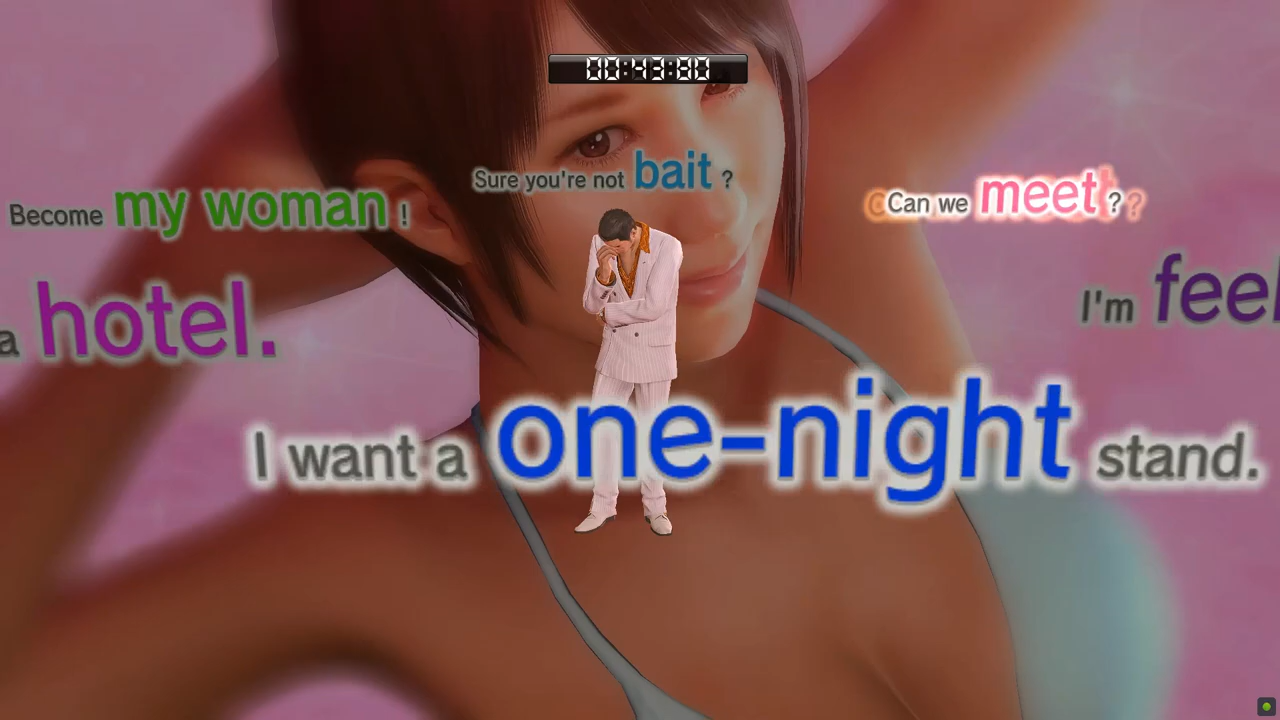 00:43:80
Sure you're not bait ?
Become my woman !
Can we meet ?
a hotel.
I'm feel
I want a one-night stand.